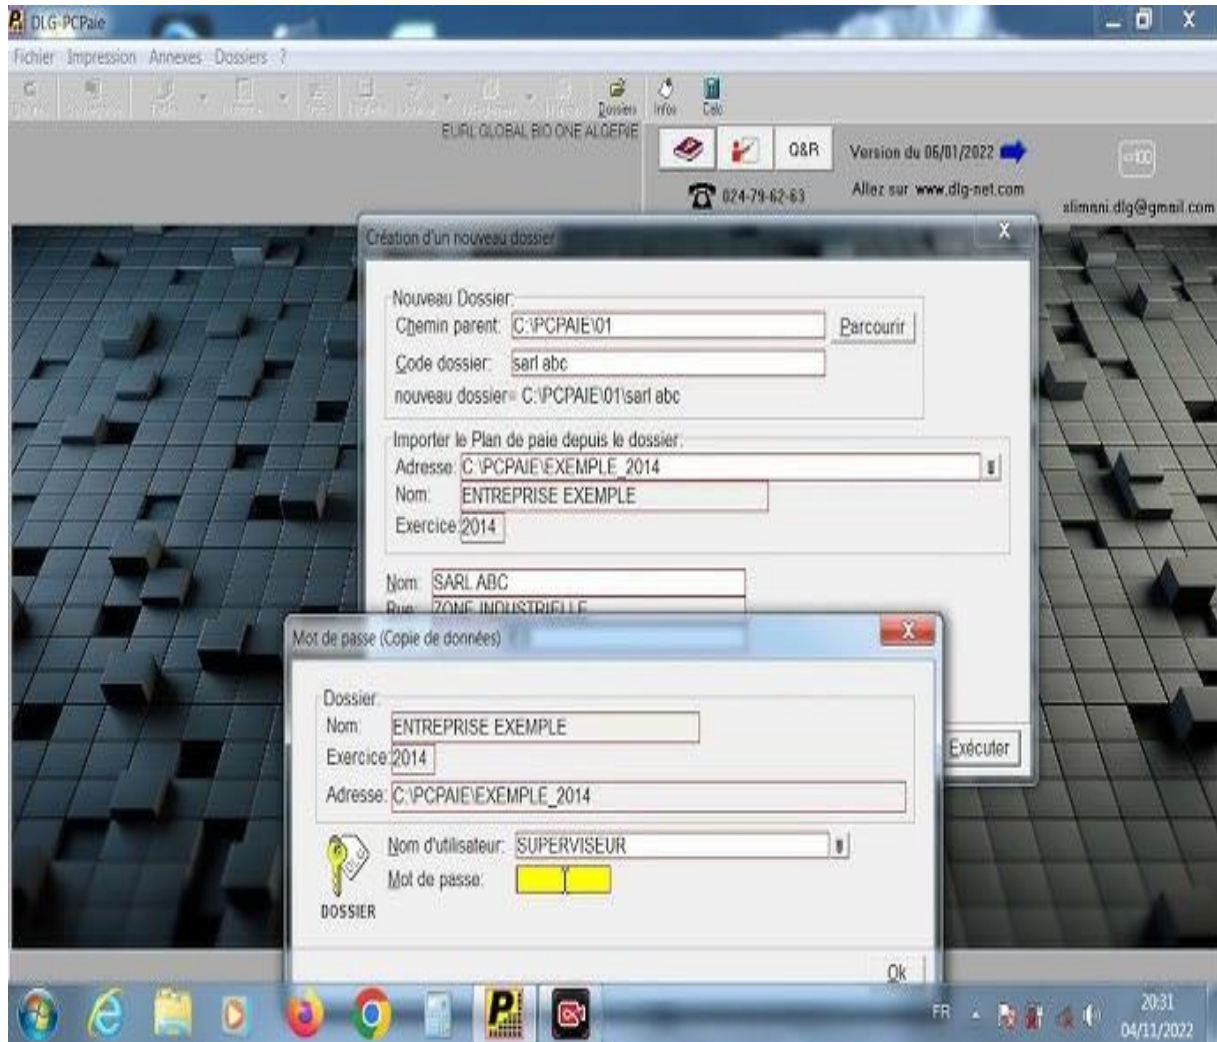 DLG-PCPaie
Fichier Impression Annexes Dossiers ?
Dossiers Infos Calc
EURL GLOBAL BIO ONE ALGERIE
Q&R
Version du 06/01/2022
024-79-62-63
Allez sur www.dlg-net.com
slimani.dlg@gmail.com
Création d'un nouveau dossier
X
Nouveau Dossier:
Chemin parent: C:\PCPAIE\01
Parcourir
Code dossier: sarl abc
nouveau dossier= C:\PCPAIE\01\sarl abc
Importer le Plan de paie depuis le dossier:
Adresse: C:\PCPAIE\EXEMPLE_2014
Nom: ENTREPRISE EXEMPLE
Exercice: 2014
Nom: SARL ABC
Rue: ZONE INDUSTRIELLE
Exécuter
Mot de passe (Copie de données)
X
Dossier:
Nom: ENTREPRISE EXEMPLE
Exercice: 2014
Adresse: C:\PCPAIE\EXEMPLE_2014
Nom d'utilisateur: SUPERVISEUR
Mot de passe:
DOSSIER
Ok
FR
20:31
04/11/2022